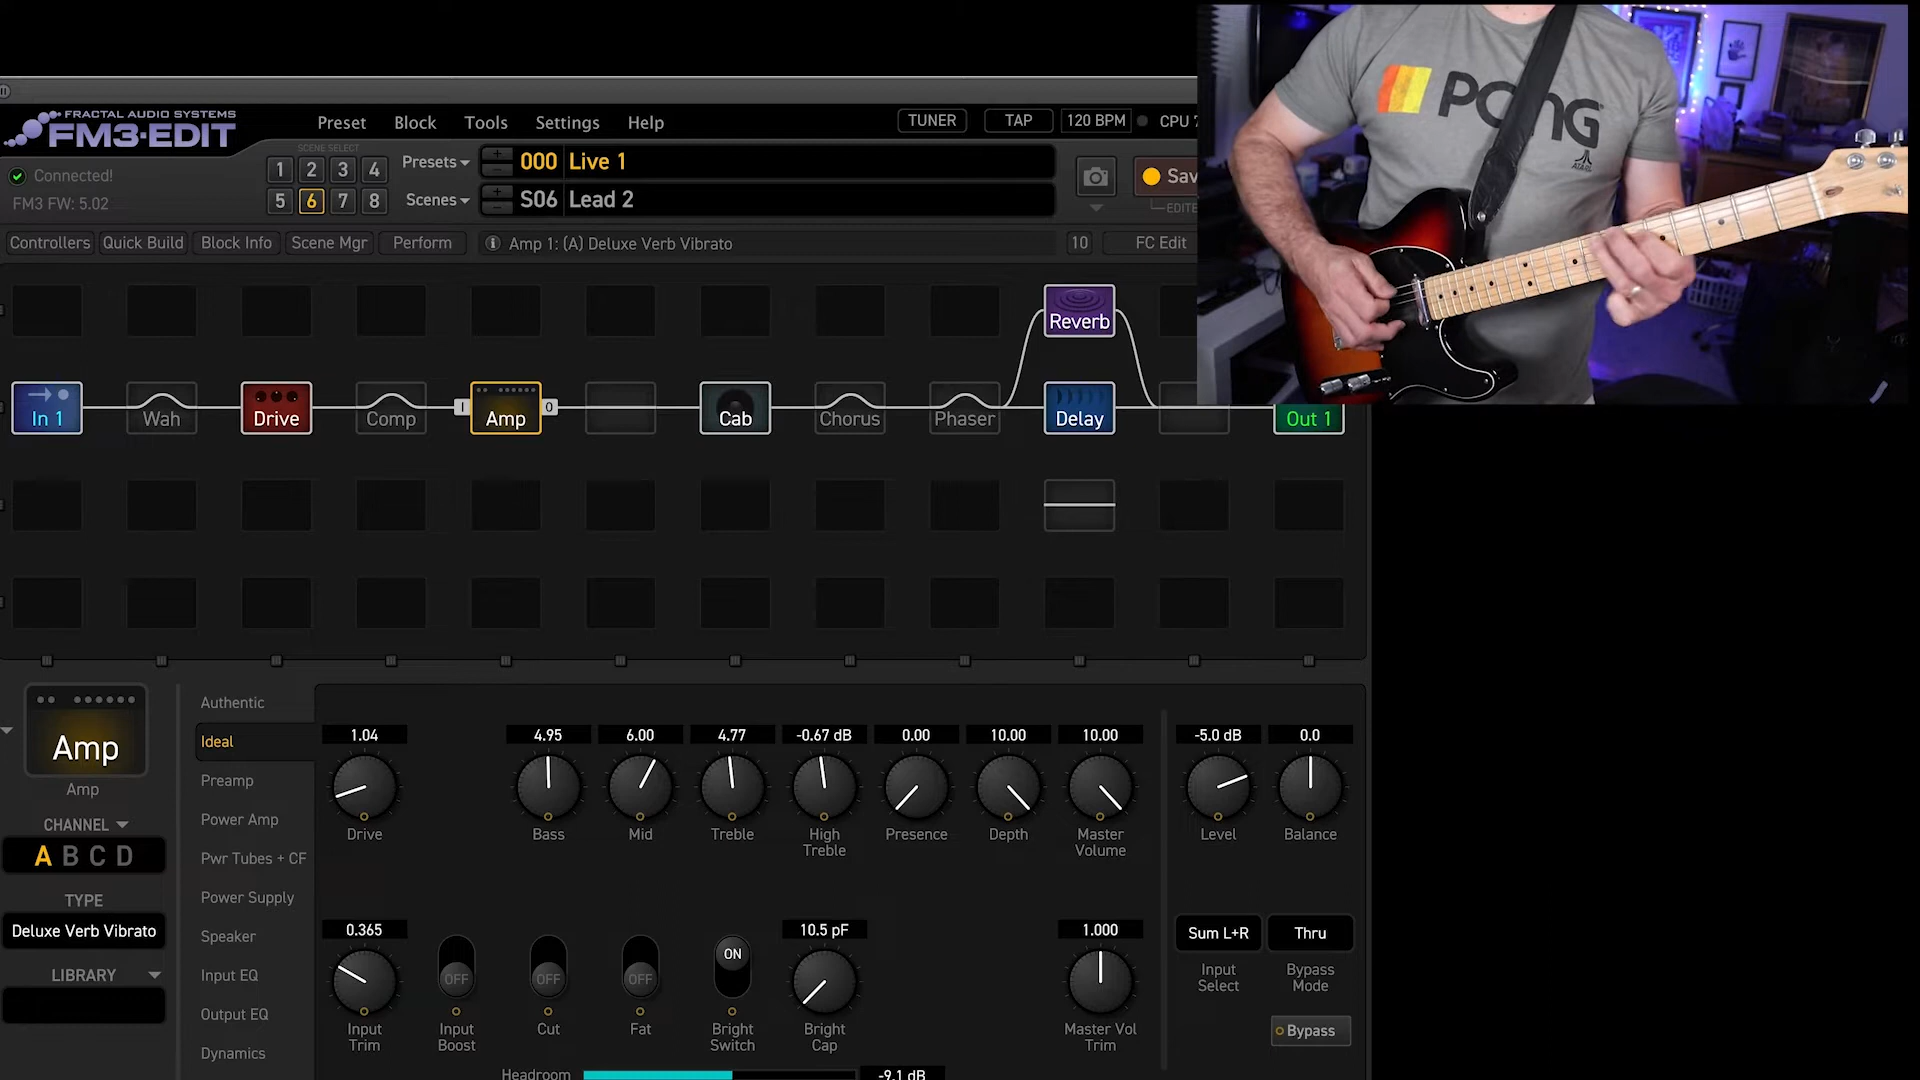 PONG
ATARI
FRACTAL AUDIO SYSTEMS
FM3-EDIT
Preset Block Tools Settings Help
TUNER TAP 120 BPM CPU
SCENE SELECT
1 2 3 4
5 6 7 8
Presets 000 Live 1
Scenes S06 Lead 2
Sav
Connected!
FM3 FW: 5.02
Controllers Quick Build Block Info Scene Mgr Perform
Amp 1: (A) Deluxe Verb Vibrato
10 FC Edit
Reverb
In 1 Wah Drive Comp I Amp O Cab Chorus Phaser Delay Out 1
Amp
Amp
CHANNEL
A B C D
TYPE
Deluxe Verb Vibrato
LIBRARY
Authentic
Ideal
Preamp
Power Amp
Pwr Tubes + CF
Power Supply
Speaker
Input EQ
Output EQ
Dynamics
1.04 4.95 6.00 4.77 -0.67 dB 0.00 10.00 10.00 -5.0 dB 0.0
Drive Bass Mid Treble High Treble Presence Depth Master Volume Level Balance
0.365 OFF OFF OFF ON 10.5 pF 1.000 Sum L+R Thru
Input Trim Input Boost Cut Fat Bright Switch Bright Cap Master Vol Trim Input Select Bypass Mode
Bypass
Headroom -9.1 dB